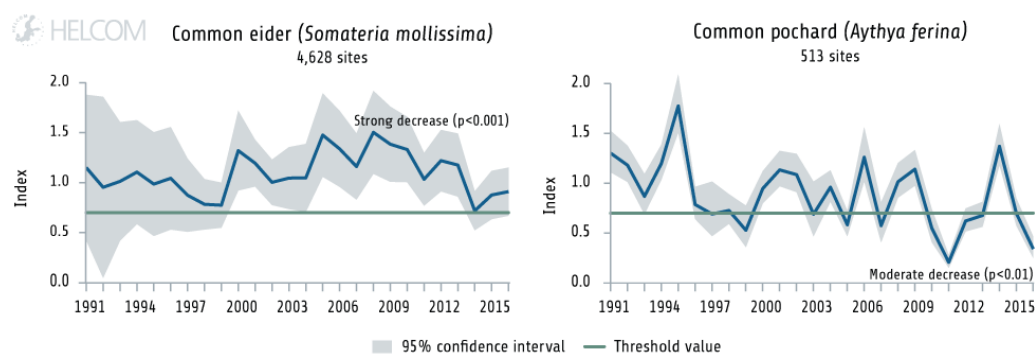 HELCOM
Common eider (Somateria mollissima)
4,628 sites
2.0
Strong decrease (p<0.001)
1.5
1.0
Index
0.5
0.0
1991 1994 1997 2000 2003 2006 2009 2012 2015
Common pochard (Aythya ferina)
513 sites
2.0
1.5
1.0
Index
0.5
Moderate decrease (p<0.01)
0.0
1991 1994 1997 2000 2003 2006 2009 2012 2015
95% confidence interval Threshold value